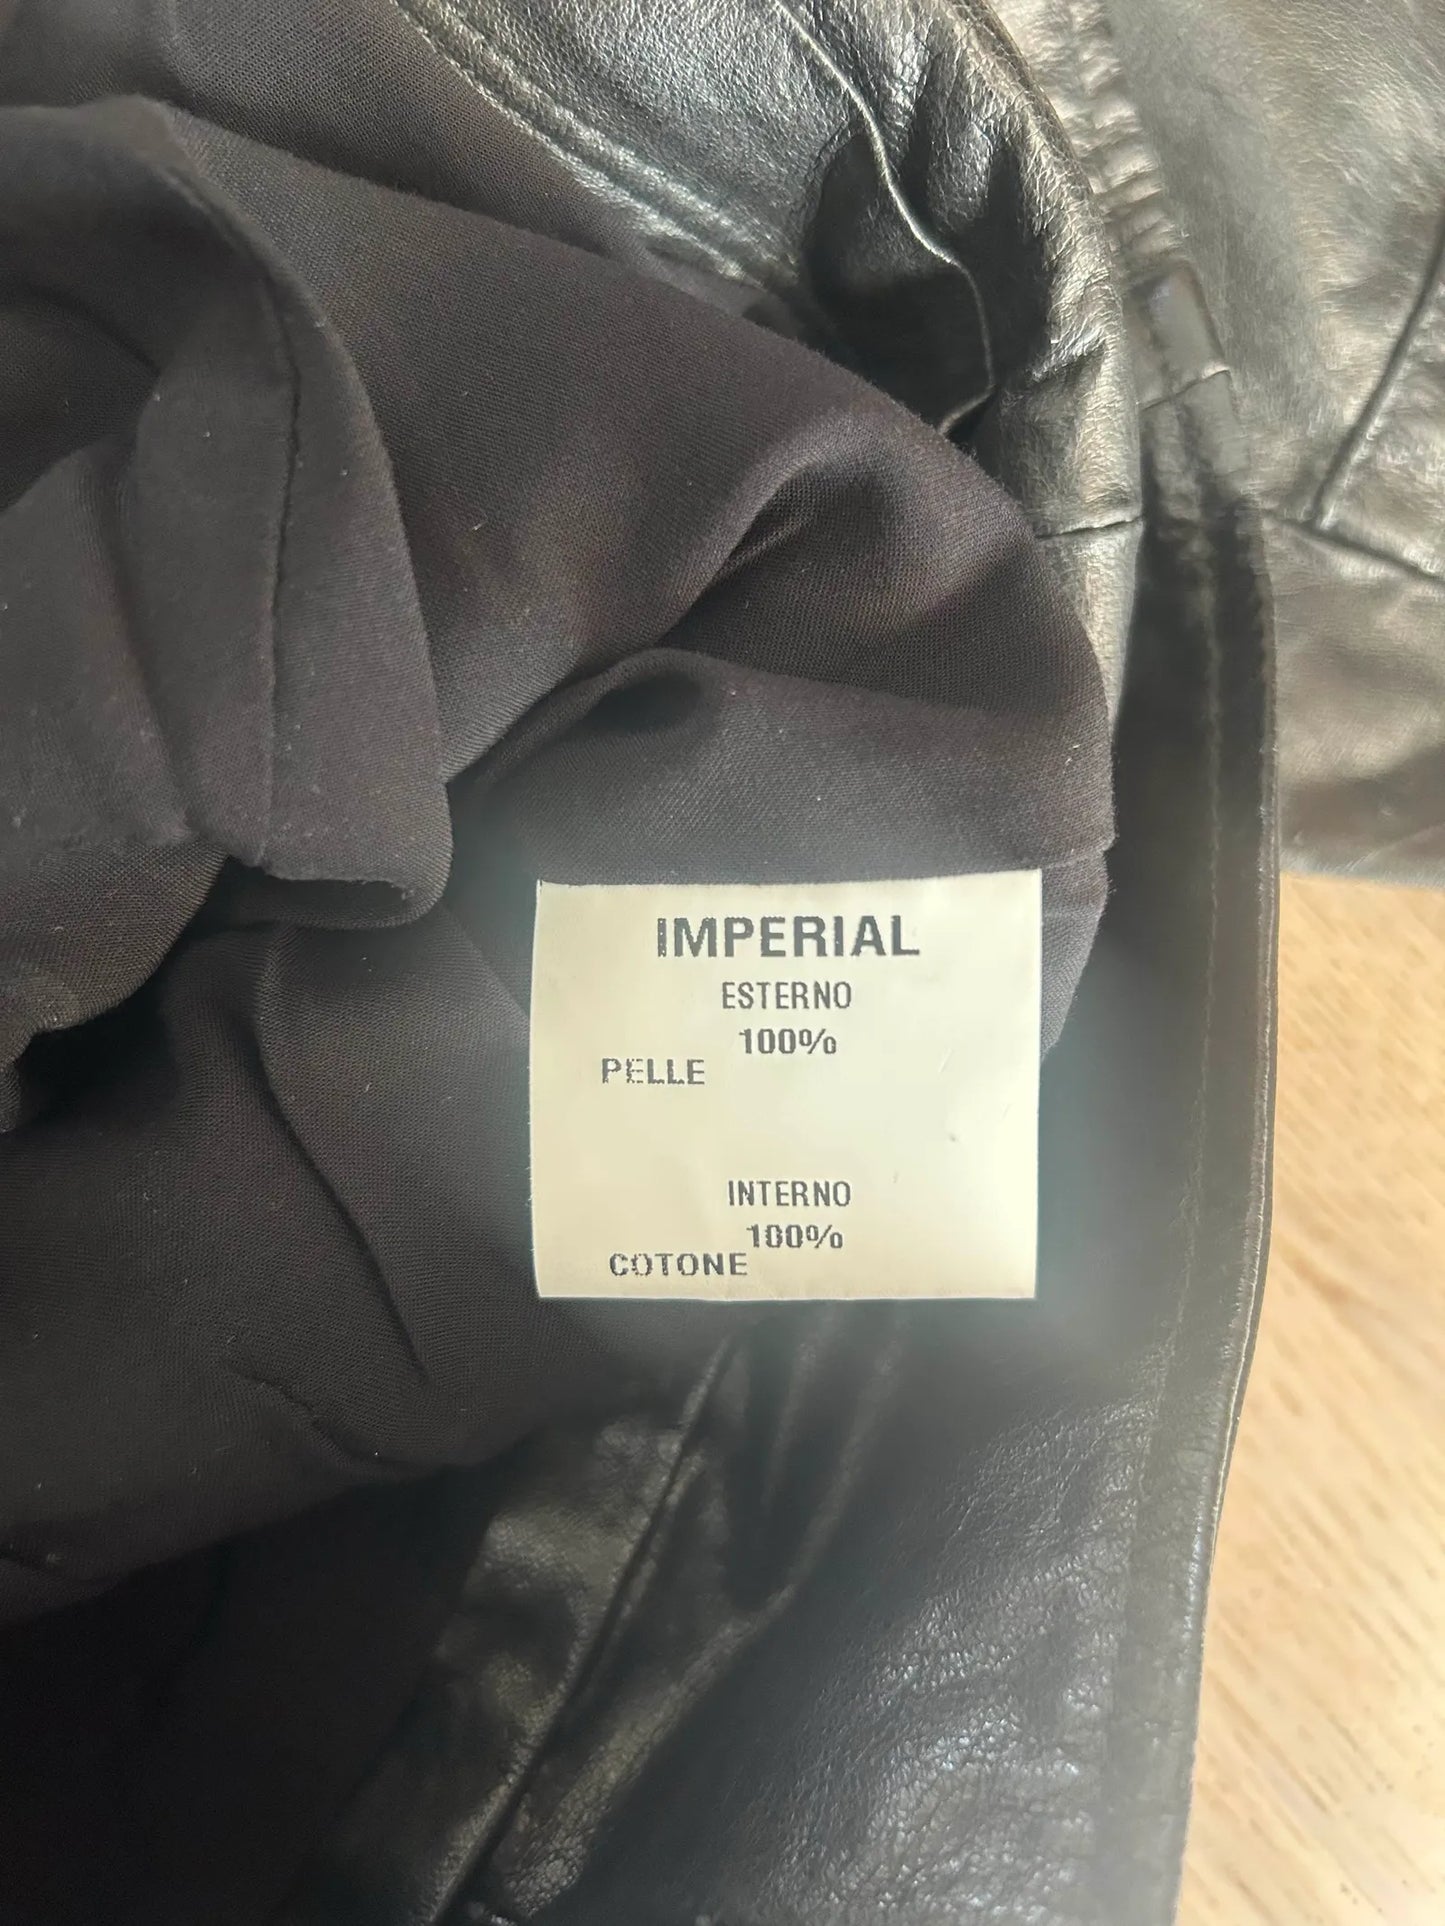 IMPERIAL
ESTERNO
100%
PELLE
INTERNO
100%
COTONE